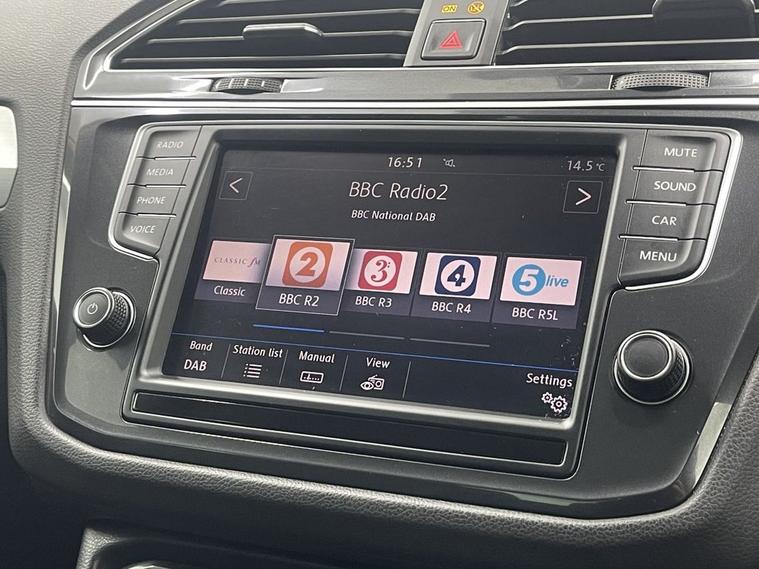 ON
RADIO
MEDIA
PHONE
VOICE
16:51
14.5°C
<
BBC Radio2
>
BBC National DAB
CLASSIC fM
Classic
2
BBC R2
3
BBC R3
4
BBC R4
5 live
BBC R5L
Band
DAB
Station list
Manual
View
Settings
MUTE
SOUND
CAR
MENU